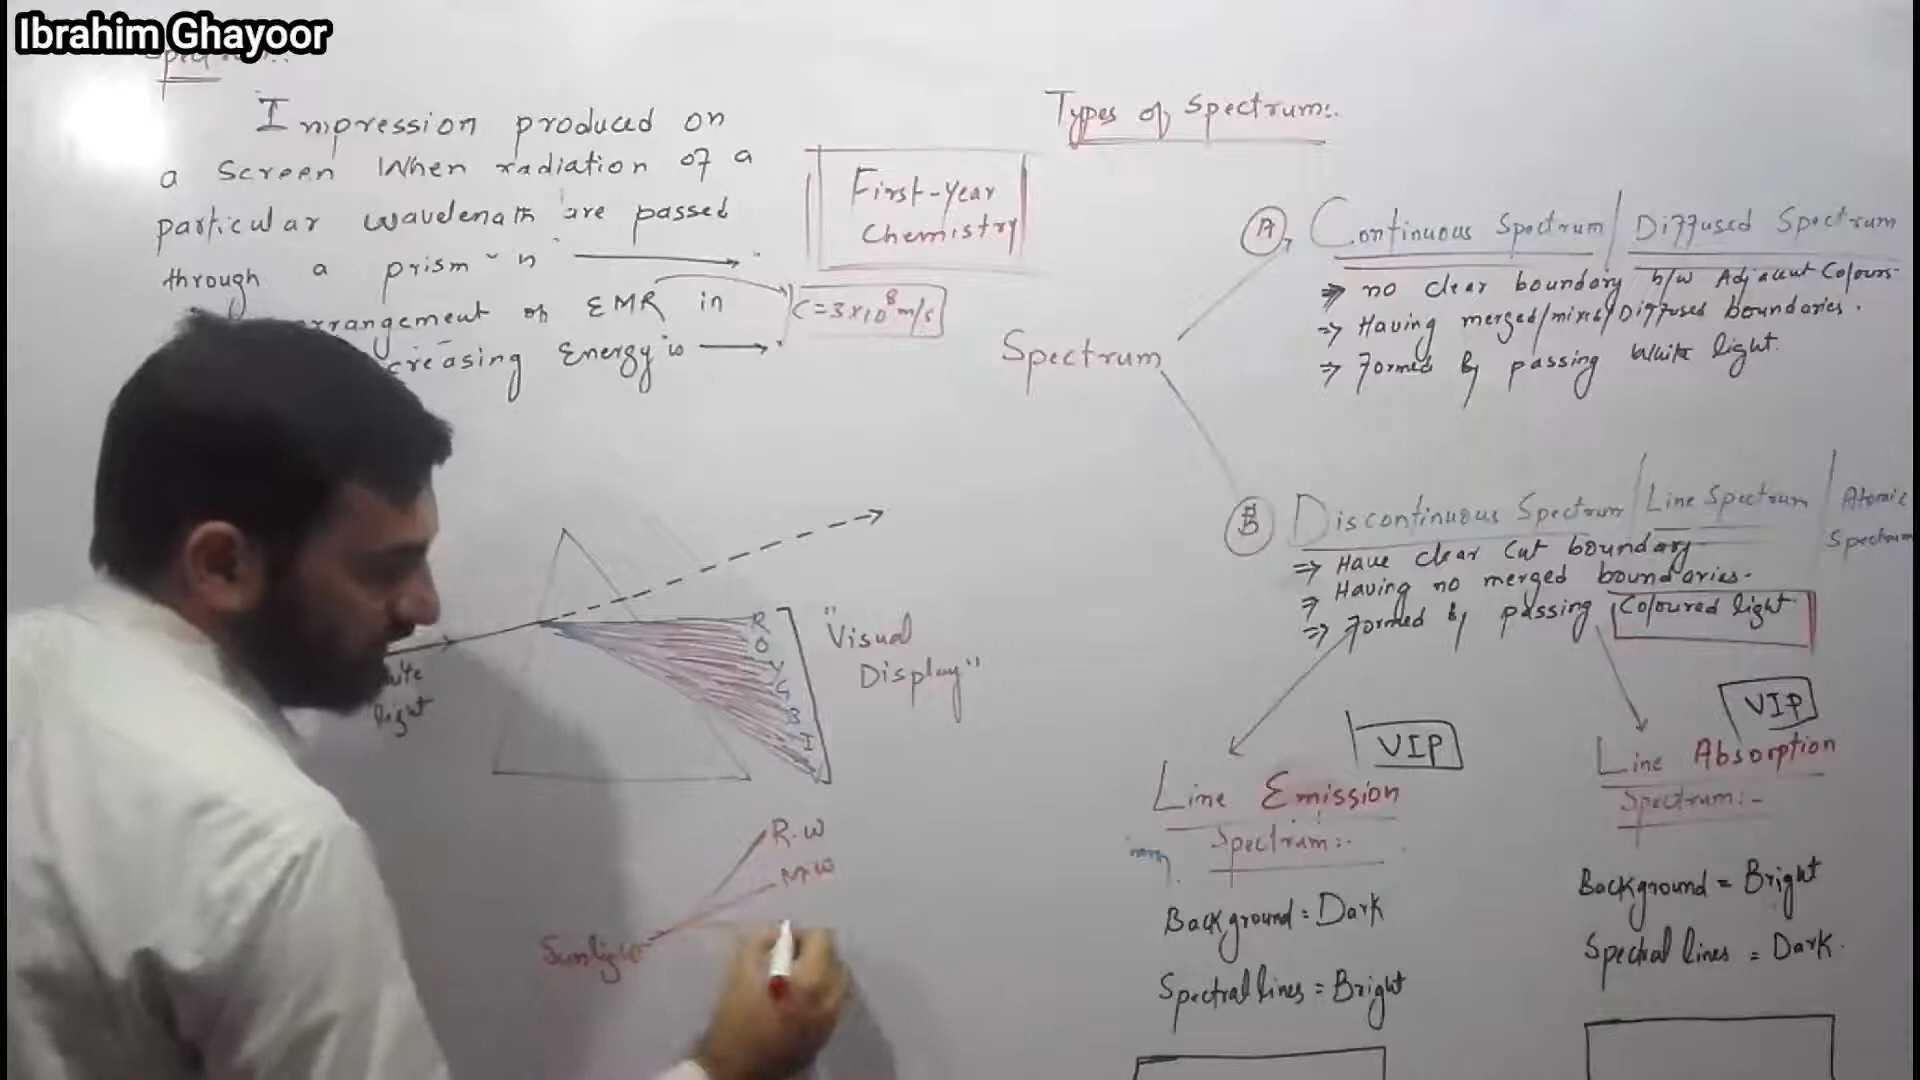 Ibrahim Ghayoor
Impression produced on
a screen When radiation of a
particular wavelength are passed
through a prism
arrangement of EMR in
creasing Energy is
First-Year
Chemistry
C=3x10⁸m/s
White
light
R
O
Y
G
B
I
"Visual
Display"
Sunlight
R.W
M.W
Types of Spectrum:.
Spectrum
A
Continuous Spectrum/ Diffused Spectrum
⇒ no clear boundary b/w Adjacent Colours
⇒ Having merged/mixed/Diffused boundaries.
⇒ Formed by passing White light.
B
Discontinuous Spectrum/Line Spectrum/ Atomic
Spectrum
⇒ Have clear cut boundary
⇒ Having no merged boundaries.
⇒ Formed by passing Coloured light
VIP
Line Emission
Spectrum:-
Background = Dark
Spectral lines = Bright
VIP
Line Absorption
Spectrum:-
Background = Bright
Spectral lines = Dark.